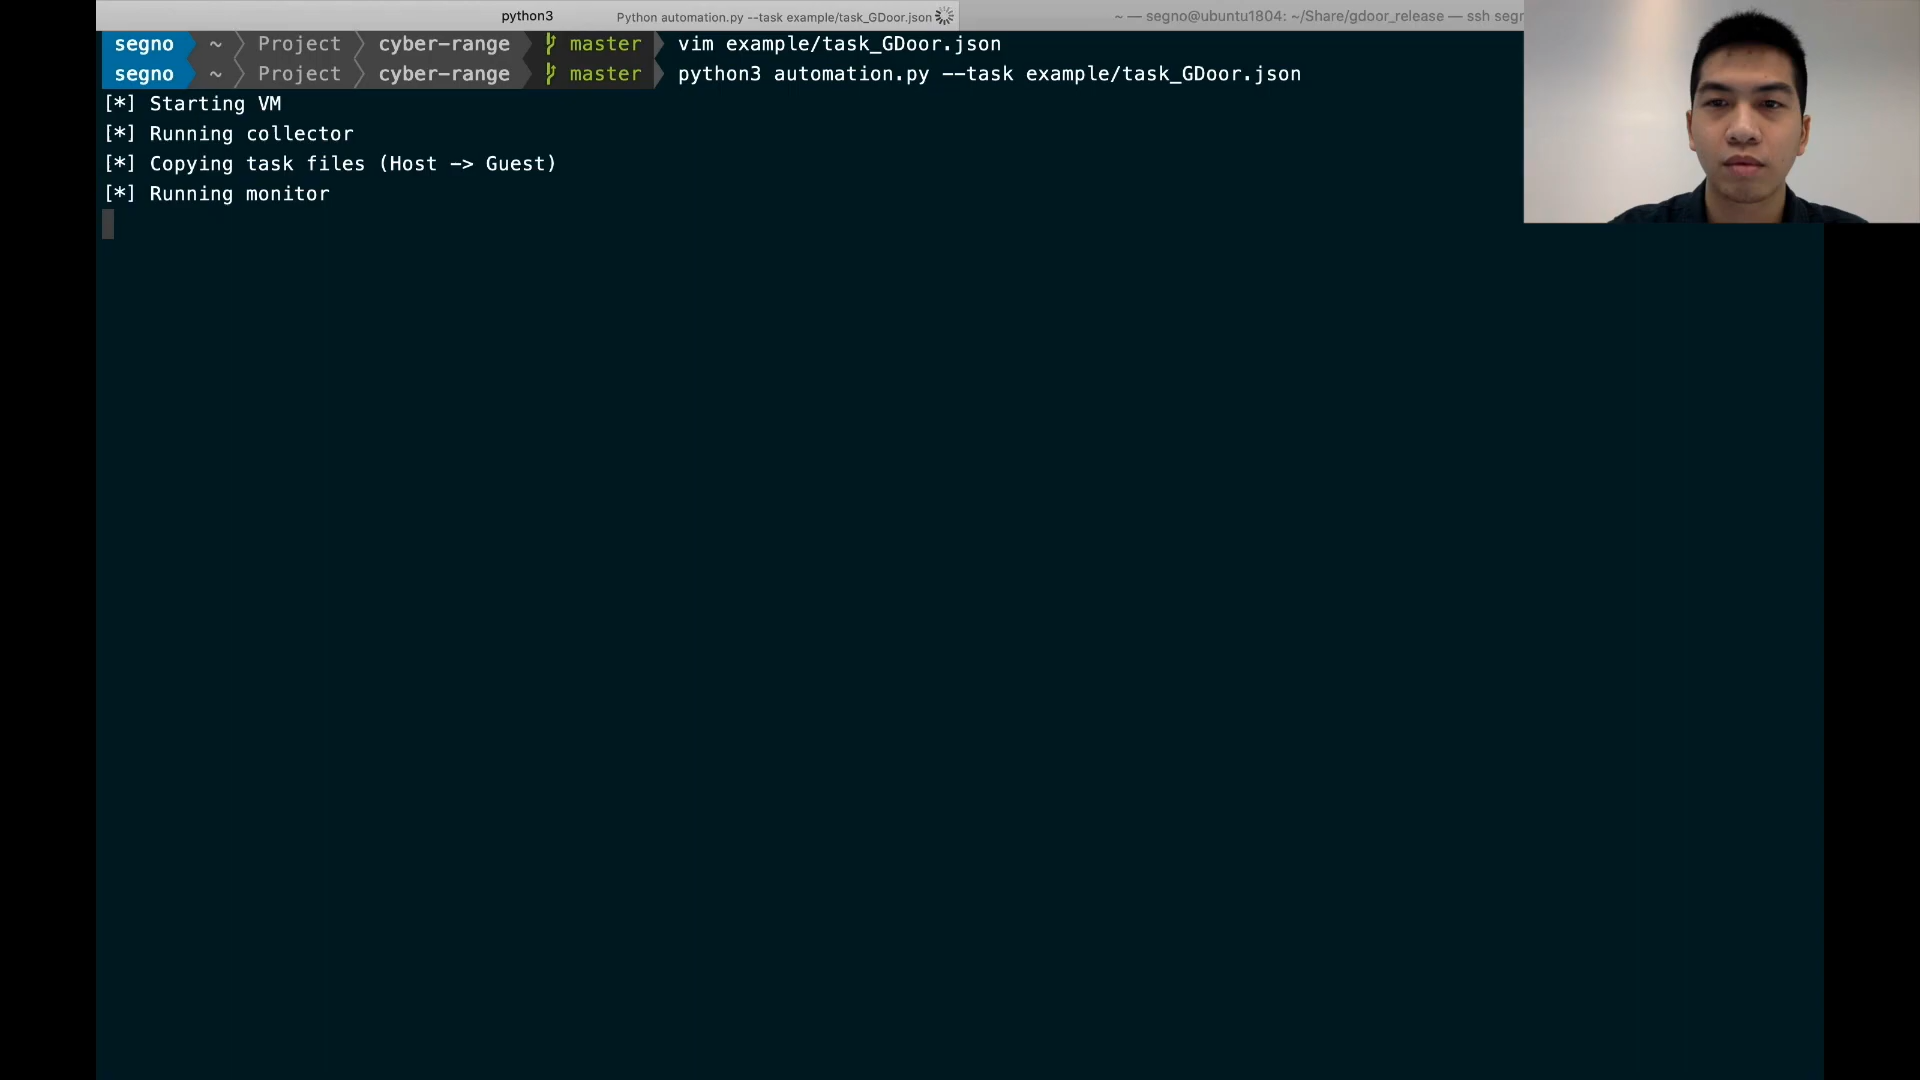 python3 Python automation.py --task example/task_GDoor.json ~ — segno@ubuntu1804: ~/Share/gdoor_release — ssh segn
segno ~ Project cyber-range master vim example/task_GDoor.json
segno ~ Project cyber-range master python3 automation.py --task example/task_GDoor.json
[*] Starting VM
[*] Running collector
[*] Copying task files (Host -> Guest)
[*] Running monitor